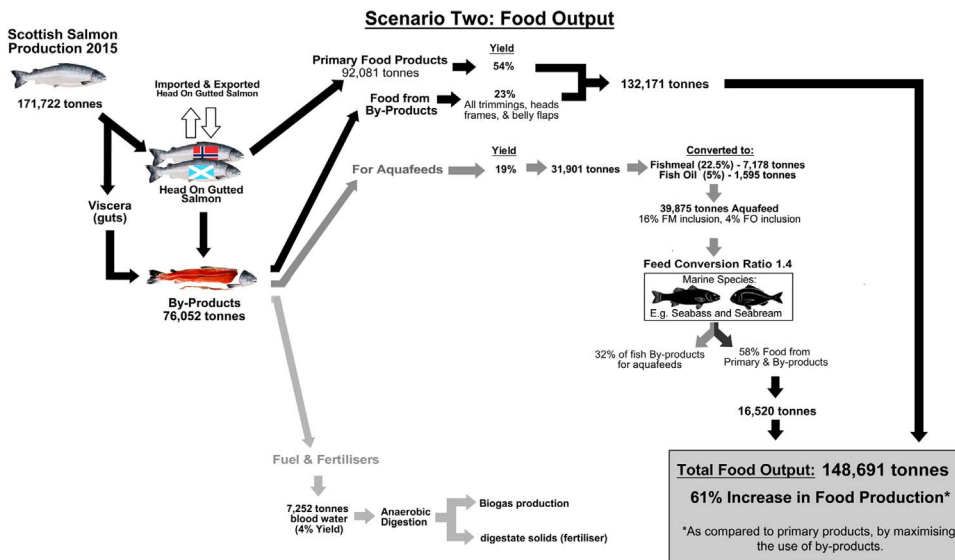 Scenario Two: Food Output
Scottish Salmon
Production 2015
171,722 tonnes
Imported & Exported
Head On Gutted Salmon
Head On Gutted
Salmon
Viscera
(guts)
By-Products
76,052 tonnes
Primary Food Products
92,081 tonnes
Yield
54%
Food from
By-Products
23%
All trimmings, heads
frames, & belly flaps
132,171 tonnes
For Aquafeeds
Yield
19%
31,901 tonnes
Converted to:
Fishmeal (22.5%) - 7,178 tonnes
Fish Oil (5%) - 1,595 tonnes
39,875 tonnes Aquafeed
16% FM inclusion, 4% FO inclusion
Feed Conversion Ratio 1.4
Marine Species:
E.g. Seabass and Seabream
32% of fish By-products
for aquafeeds
58% Food from
Primary & By-products
16,520 tonnes
Fuel & Fertilisers
7,252 tonnes
blood water
(4% Yield)
Anaerobic
Digestion
Biogas production
digestate solids (fertiliser)
Total Food Output: 148,691 tonnes
61% Increase in Food Production*
*As compared to primary products, by maximising
the use of by-products.